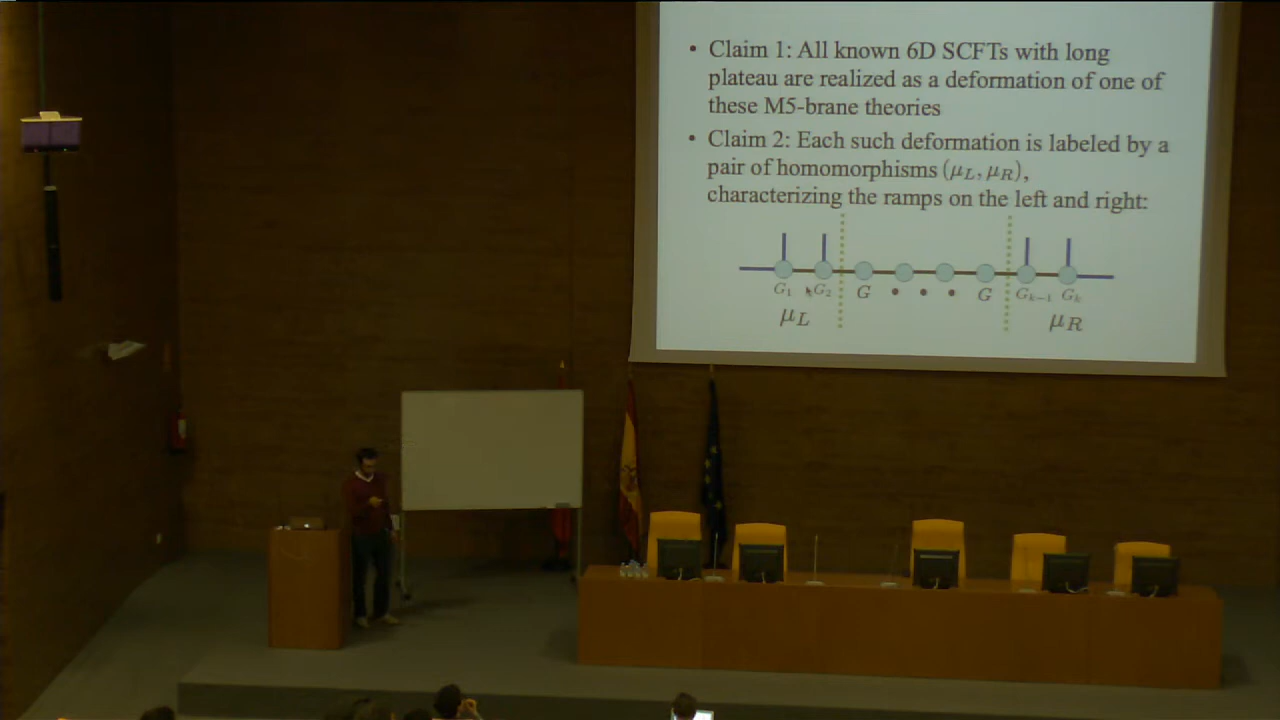 • Claim 1: All known 6D SCFTs with long
plateau are realized as a deformation of one of
these M5-brane theories
• Claim 2: Each such deformation is labeled by a
pair of homomorphisms (μ_L, μ_R),
characterizing the ramps on the left and right:
G_1 G_2 G • • • G G_{k-1} G_k
μ_L μ_R